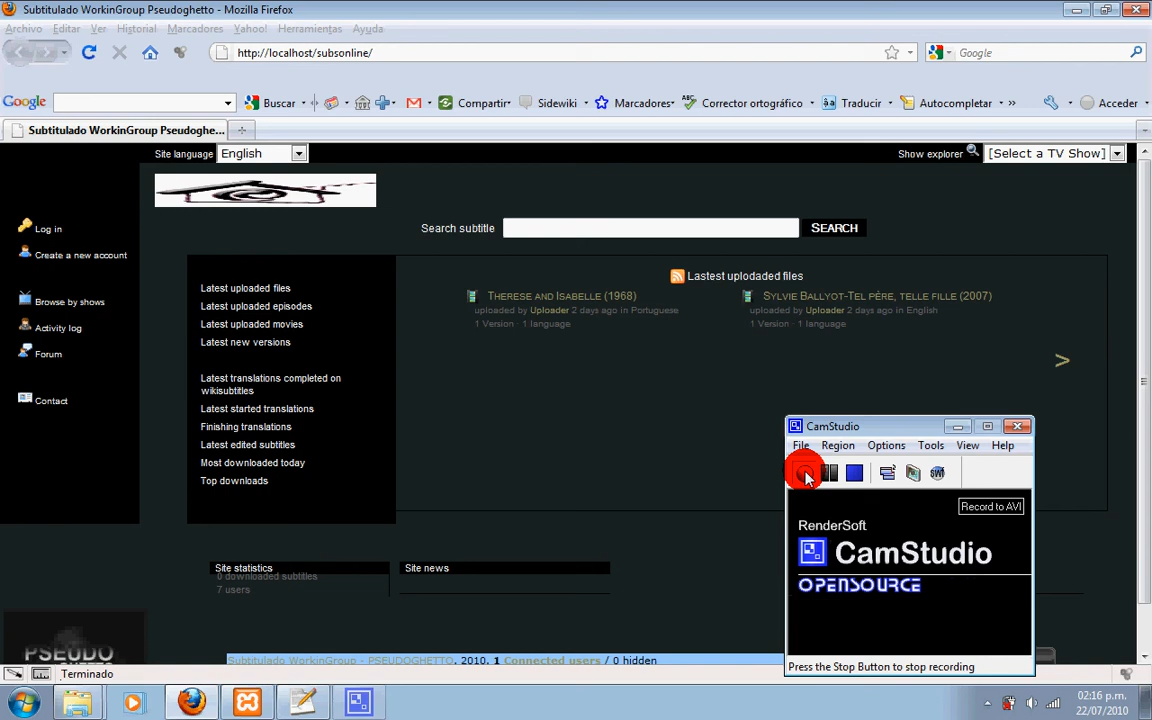 Subtitulado WorkinGroup Pseudoghetto - Mozilla Firefox
Archivo Editar Ver Historial Marcadores Yahoo! Herramientas Ayuda
http://localhost/subsonline/
Google
Google Buscar Compartir Sidewiki Marcadores Corrector ortográfico Traducir Autocompletar » Acceder
Subtitulado WorkinGroup Pseudoghe...
Site language English
Show explorer [Select a TV Show]
Search subtitle SEARCH
Log in
Create a new account
Browse by shows
Activity log
Forum
Contact
Latest uploaded files
Latest uploaded episodes
Latest uploaded movies
Latest new versions
Latest translations completed on
wikisubtitles
Latest started translations
Finishing translations
Latest edited subtitles
Most downloaded today
Top downloads
Lastest uplodaded files
THERESE AND ISABELLE (1968)
uploaded by Uploader 2 days ago in Portuguese
1 Version · 1 language
SYLVIE BALLYOT-TEL PÈRE, TELLE FILLE (2007)
uploaded by Uploader 2 days ago in English
1 Version · 1 language
>
Site statistics
0 downloaded subtitles
7 users
Site news
PSEUDO
Subtitulado WorkinGroup - PSEUDOGHETTO, 2010, 1 Connected users / 0 hidden
CamStudio
File Region Options Tools View Help
SWF
Record to AVI
RenderSoft
CamStudio
OPENSOURCE
Press the Stop Button to stop recording
Terminado
02:16 p.m.
22/07/2010